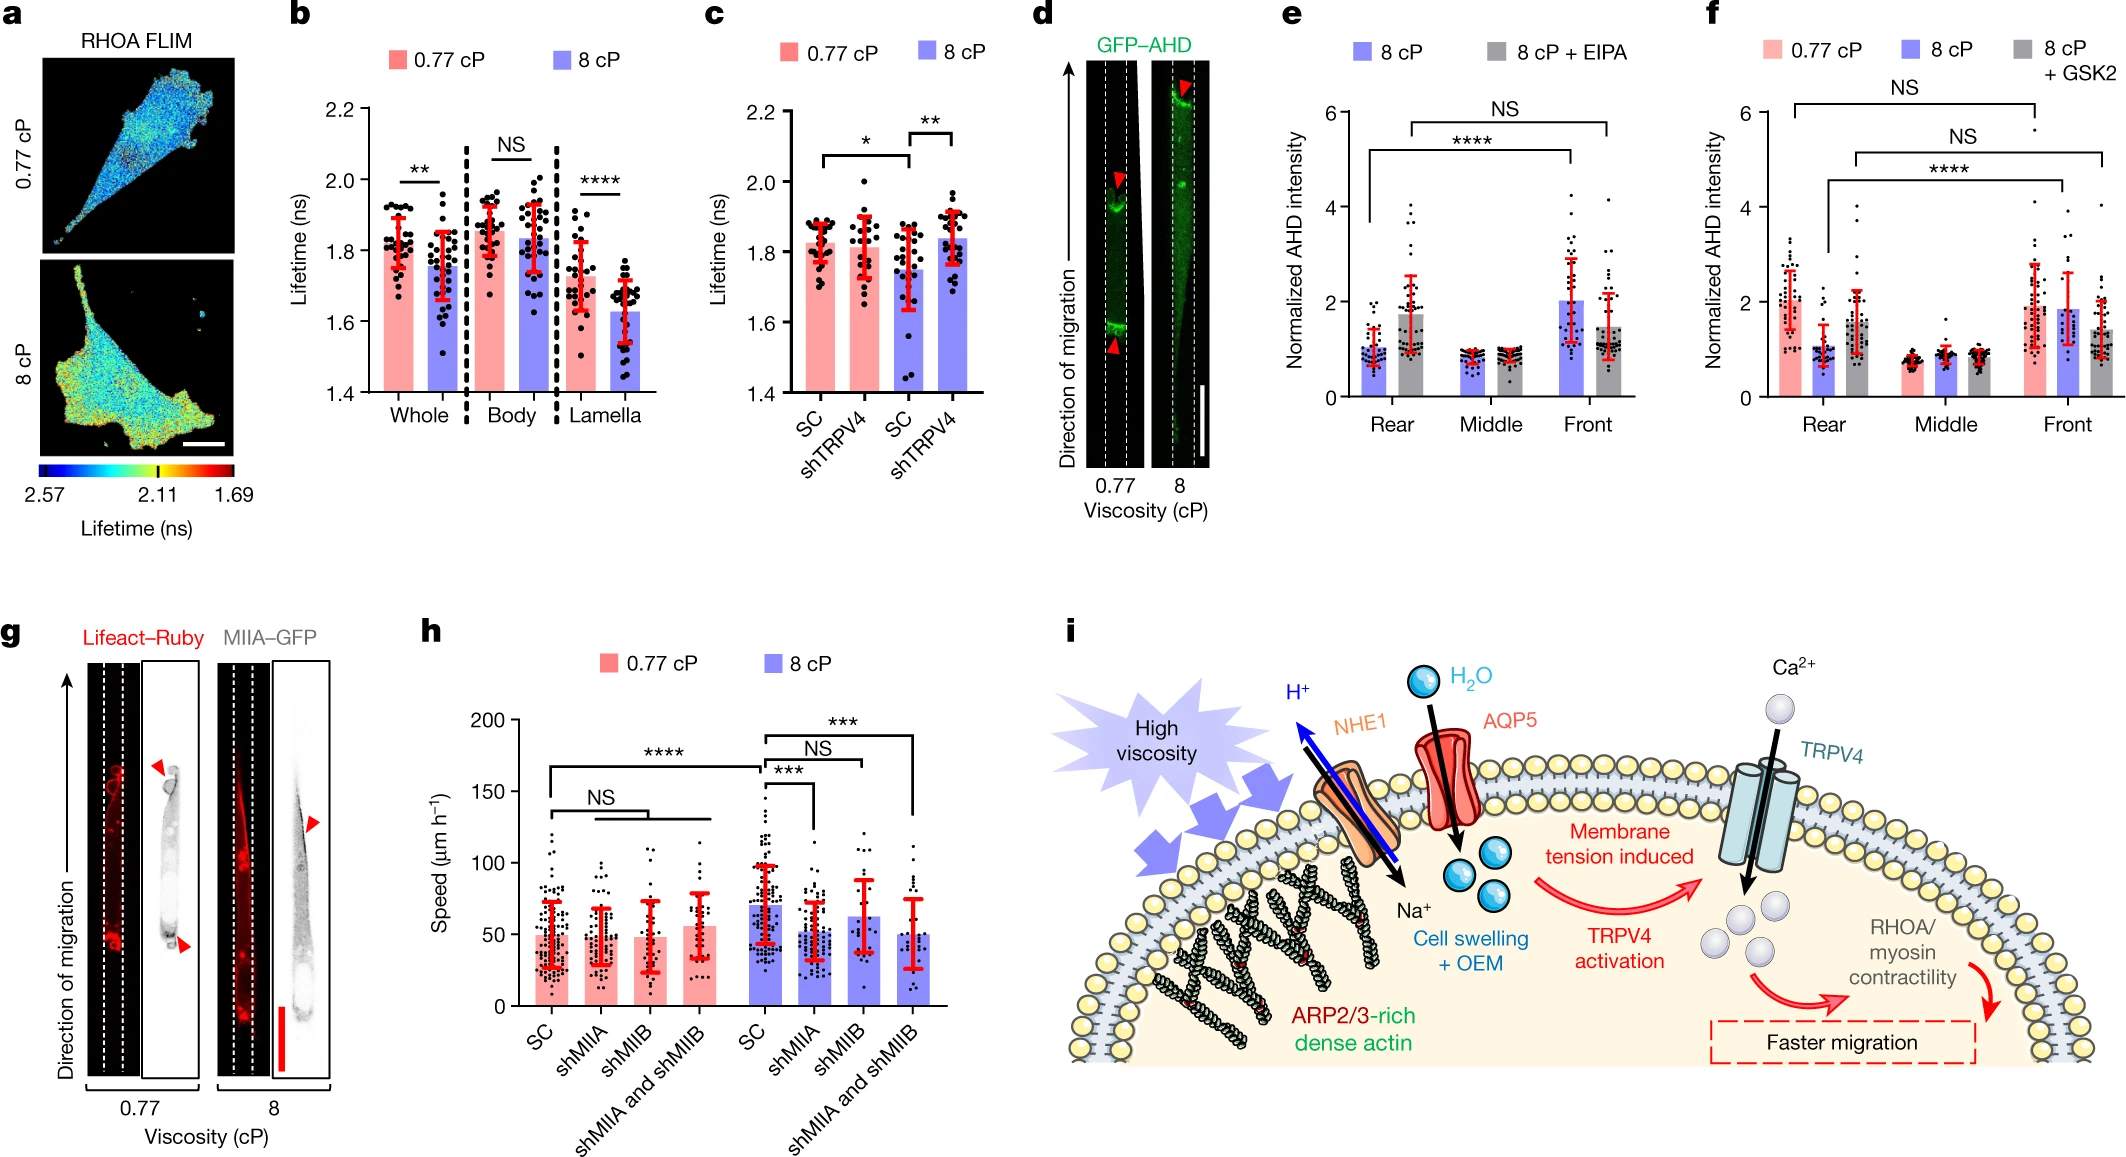 a
RHOA FLIM
0.77 cP
8 cP
2.57 2.11 1.69
Lifetime (ns)
b
0.77 cP 8 cP
Lifetime (ns)
2.2
2.0
1.8
1.6
1.4
** NS ****
Whole Body Lamella
c
0.77 cP 8 cP
Lifetime (ns)
2.2
2.0
1.8
1.6
1.4
* **
SC shTRPV4 SC shTRPV4
d
GFP–AHD
Direction of migration
0.77 8
Viscosity (cP)
e
8 cP 8 cP + EIPA
Normalized AHD intensity
6
4
2
0
NS
****
Rear Middle Front
f
0.77 cP 8 cP 8 cP
+ GSK2
Normalized AHD intensity
6
4
2
0
NS
NS
****
Rear Middle Front
g
Lifeact–Ruby MIIA–GFP
Direction of migration
0.77 8
Viscosity (cP)
h
0.77 cP 8 cP
Speed (μm h⁻¹)
200
150
100
50
0
***
**** NS
***
NS
SC shMIIA shMIIB shMIIA and shMIIB SC shMIIA shMIIB shMIIA and shMIIB
i
High
viscosity
H⁺
NHE1
H₂O
AQP5
Ca²⁺
TRPV4
Membrane
tension induced
Na⁺
Cell swelling
+ OEM
TRPV4
activation
RHOA/
myosin
contractility
ARP2/3-rich
dense actin
Faster migration